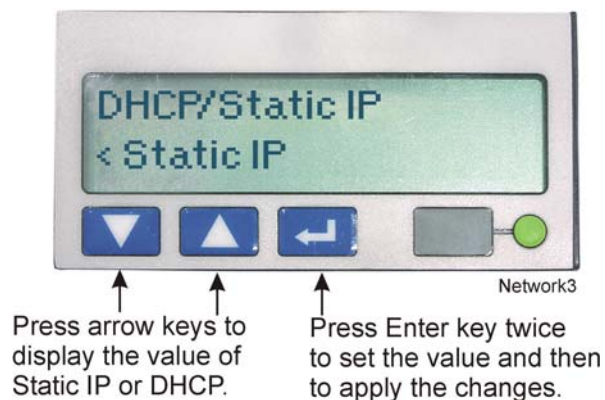 DHCP/Static IP
< Static IP
Network3
Press arrow keys to
display the value of
Static IP or DHCP.
Press Enter key twice
to set the value and then
to apply the changes.